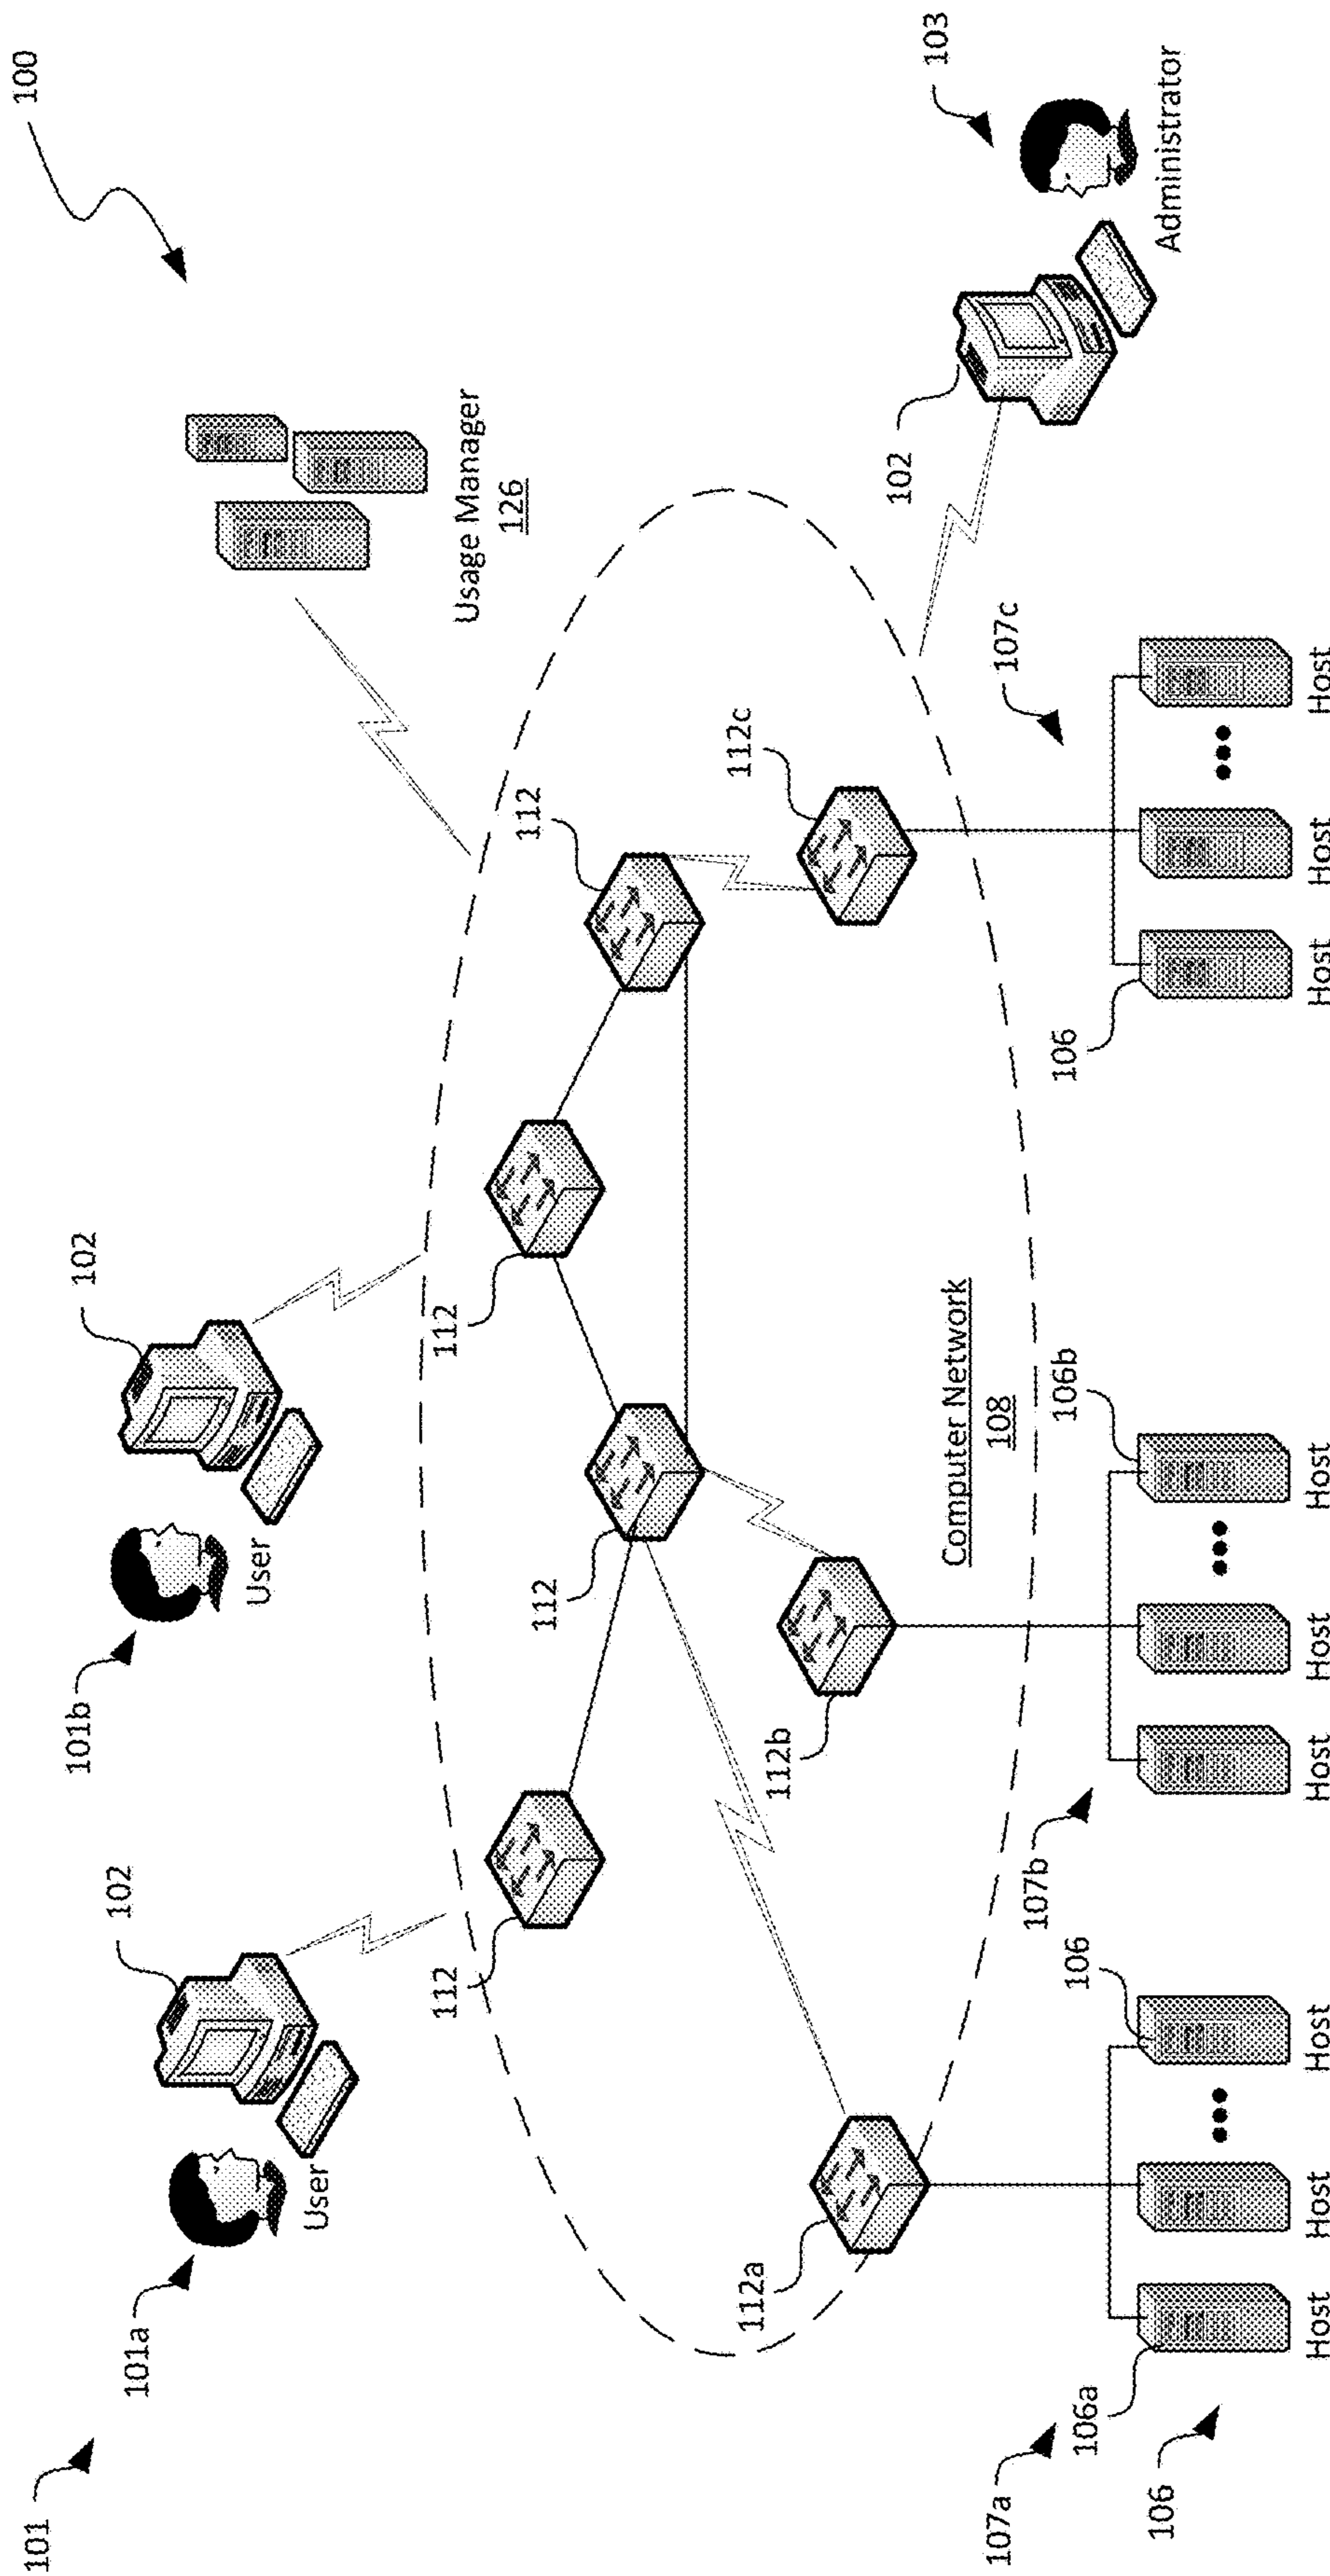 100
101
101a
User
102
101b
User
102
Usage Manager
126
103
Administrator
102
112
112
112
112
112a
112b
112c
Computer Network
108
107a
106
106a
106
Host
Host
Host
107b
106b
Host
Host
Host
107c
106
Host
Host
Host